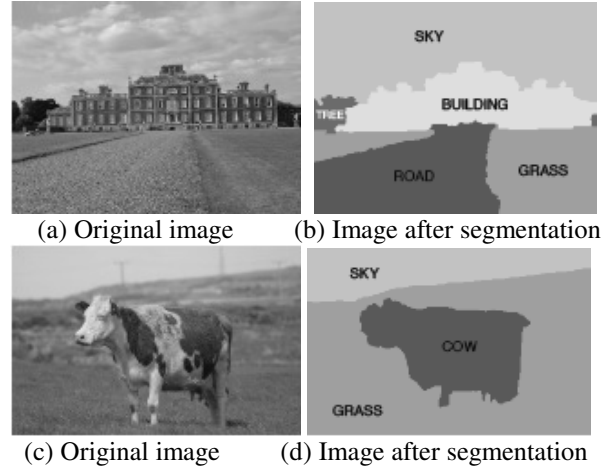 SKY
BUILDING
TREE
ROAD
GRASS
(a) Original image
(b) Image after segmentation
SKY
COW
GRASS
(c) Original image
(d) Image after segmentation